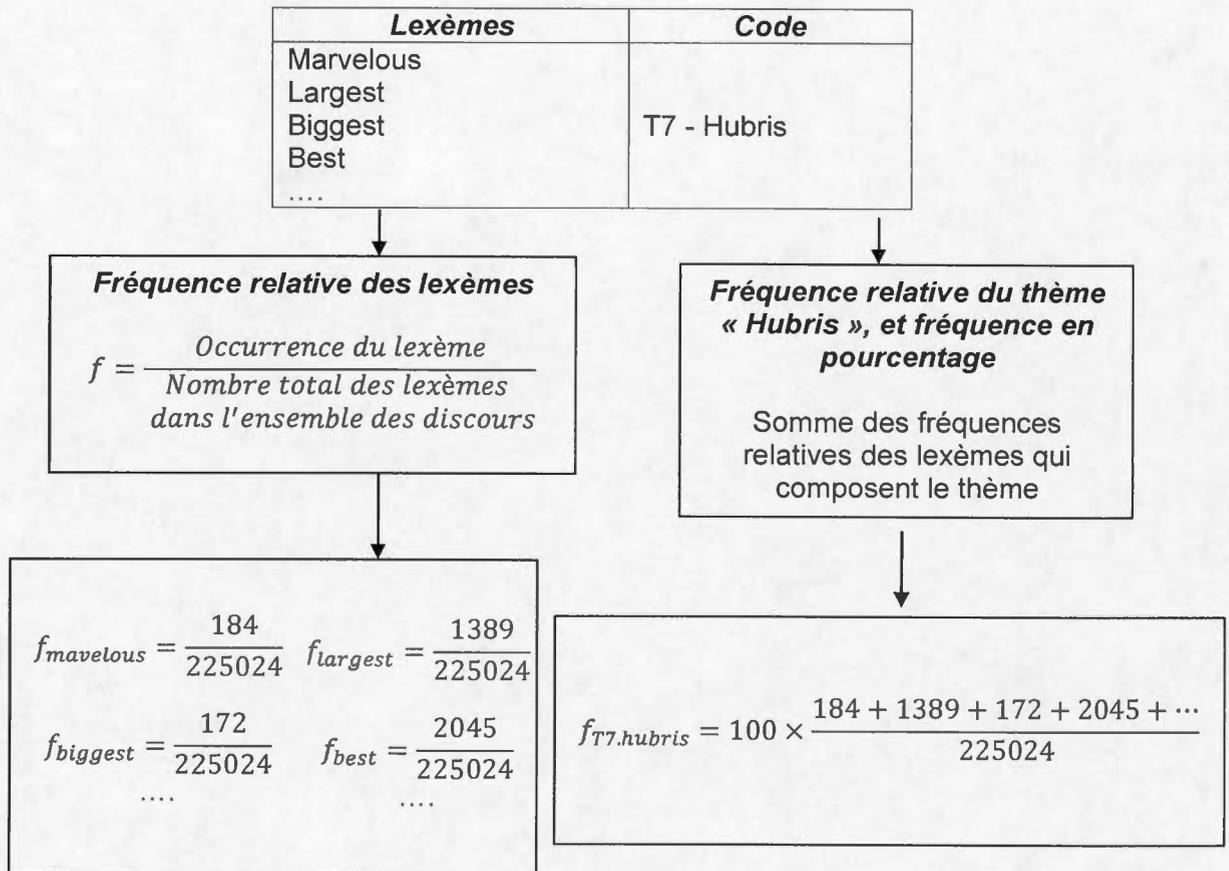 Lexèmes Code
Marvelous
Largest
Biggest
Best
....
T7 - Hubris
Fréquence relative des lexèmes
f = Occurrence du lexème / Nombre total des lexèmes
dans l'ensemble des discours
Fréquence relative du thème
« Hubris », et fréquence en
pourcentage
Somme des fréquences
relatives des lexèmes qui
composent le thème
f_mavelous = 184 / 225024 f_largest = 1389 / 225024
f_biggest = 172 / 225024 f_best = 2045 / 225024
.... ....
f_T7.hubris = 100 × 184 + 1389 + 172 + 2045 + ⋯ / 225024